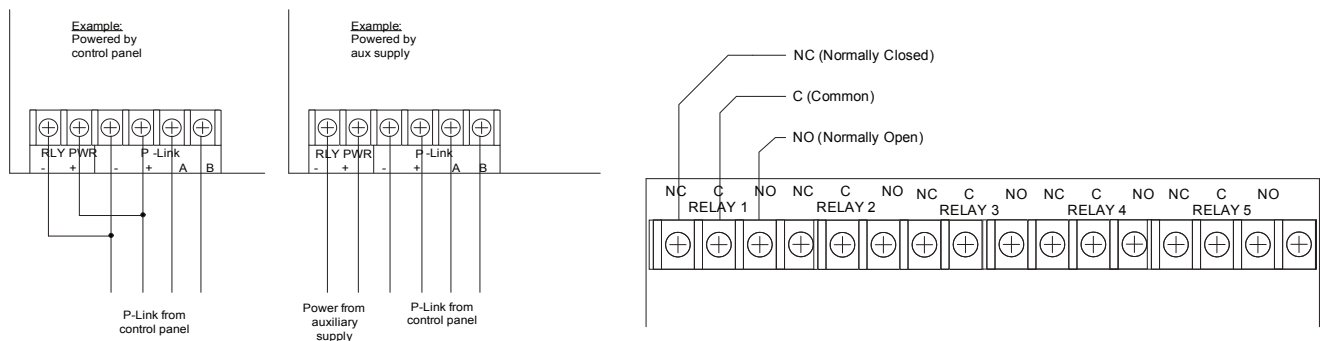 Example:
Powered by
control panel
RLY PWR P -Link
- + - + A B
P-Link from
control panel
Example:
Powered by
aux supply
RLY PWR P -Link
- + - + A B
Power from
auxiliary
supply
P-Link from
control panel
NC (Normally Closed)
C (Common)
NO (Normally Open)
NC C NO NC C NO NC C NO NC C NO NC C NO
RELAY 1 RELAY 2 RELAY 3 RELAY 4 RELAY 5